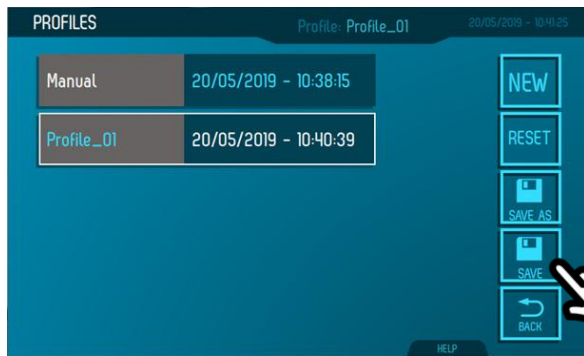 PROFILES
Profile: Profile_01
20/05/2019 - 10:41:25
Manual
20/05/2019 - 10:38:15
Profile_01
20/05/2019 - 10:40:39
NEW
RESET
SAVE AS
SAVE
BACK
HELP